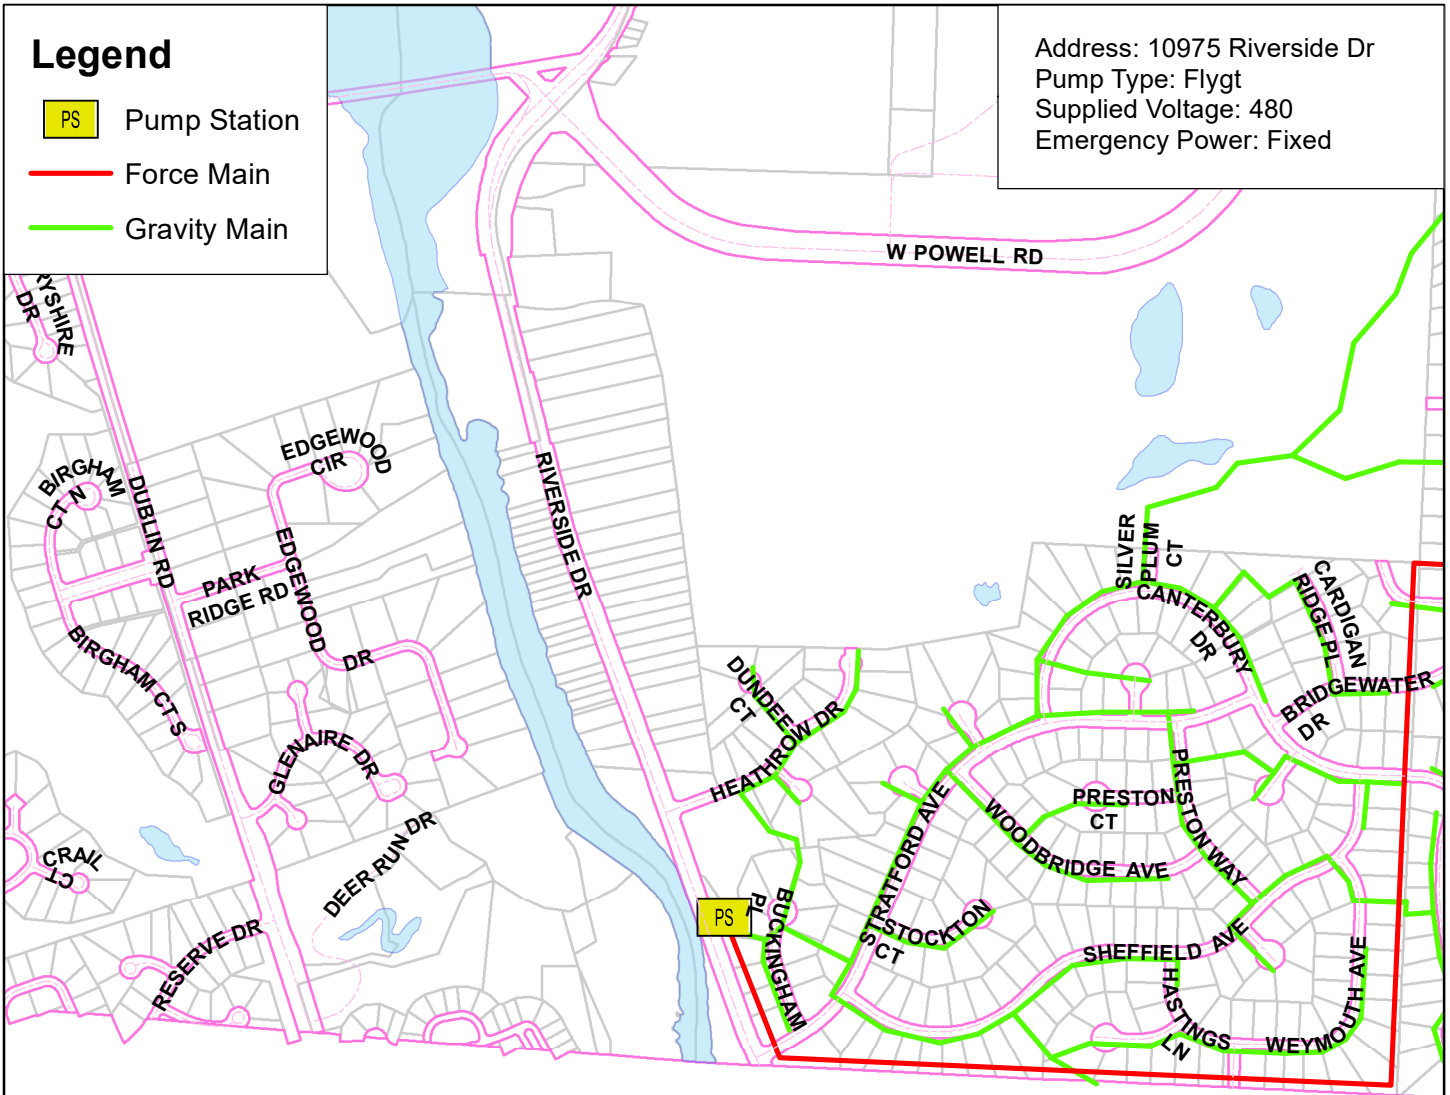 Legend
PS Pump Station
Force Main
Gravity Main
Address: 10975 Riverside Dr
Pump Type: Flygt
Supplied Voltage: 480
Emergency Power: Fixed
W POWELL RD
RYSHIRE
DR
EDGEWOOD
CIR
BIRGHAM
CT N
DUBLIN RD
RIVERSIDE DR
EDGEWOOD
DR
PARK
RIDGE RD
BIRGHAM CT S
SILVER
PLUM
CT
CANTERBURY
DR
CARDIGAN
RIDGE PL
BRIDGEWATER
DR
DUNDEE
CT
HEATHROW DR
GLENAIRE DR
PRESTON
CT
PRESTON WAY
WOODBRIDGE AVE
STRATFORD AVE
DEER RUN DR
CRAIL
CT
PS
BUCKINGHAM
PL
STOCKTON
CT
SHEFFIELD AVE
RESERVE DR
HASTINGS
LN
WEYMOUTH AVE